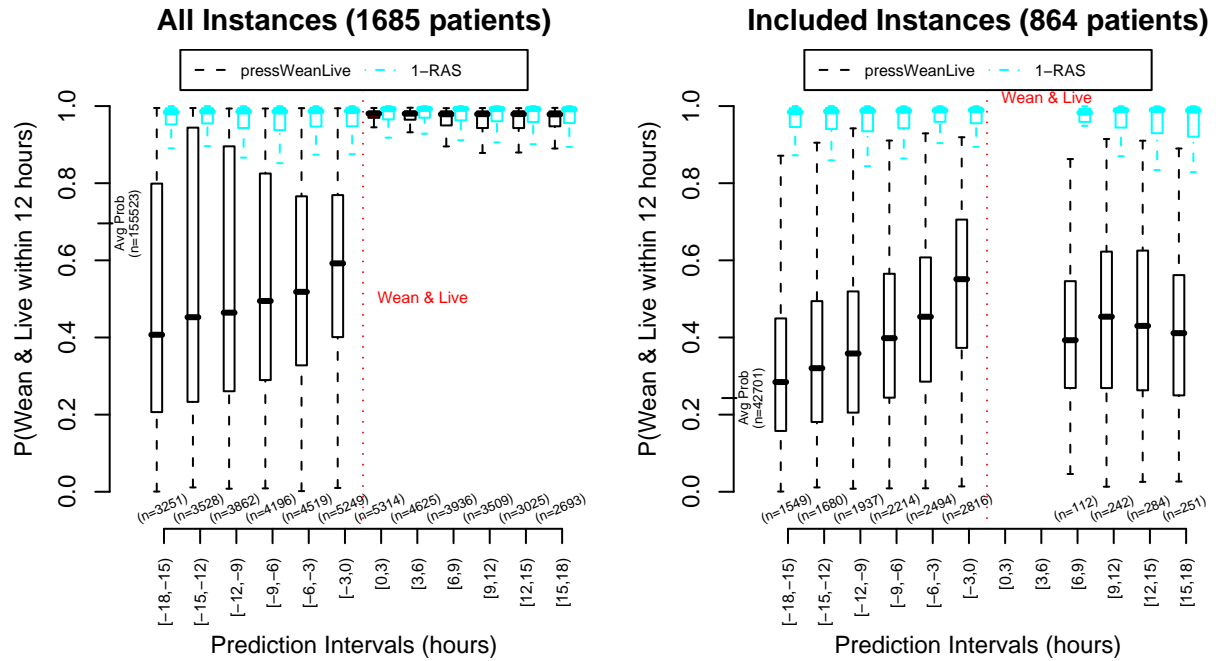 All Instances (1685 patients)
pressWeanLive
1−RAS
P(Wean & Live within 12 hours)
0.0
0.2
0.4
0.6
0.8
1.0
Avg Prob
(n=155523)
Wean & Live
(n=3251)
(n=3528)
(n=3862)
(n=4196)
(n=4519)
(n=5249)
(n=5314)
(n=4625)
(n=3936)
(n=3509)
(n=3025)
(n=2693)
[−18,−15)
[−15,−12)
[−12,−9)
[−9,−6)
[−6,−3)
[−3,0)
[0,3)
[3,6)
[6,9)
[9,12)
[12,15)
[15,18)
Prediction Intervals (hours)
Included Instances (864 patients)
pressWeanLive
1−RAS
P(Wean & Live within 12 hours)
0.0
0.2
0.4
0.6
0.8
1.0
Avg Prob
(n=42701)
Wean & Live
(n=1549)
(n=1680)
(n=1937)
(n=2214)
(n=2494)
(n=2816)
(n=112)
(n=242)
(n=284)
(n=251)
[−18,−15)
[−15,−12)
[−12,−9)
[−9,−6)
[−6,−3)
[−3,0)
[0,3)
[3,6)
[6,9)
[9,12)
[12,15)
[15,18)
Prediction Intervals (hours)